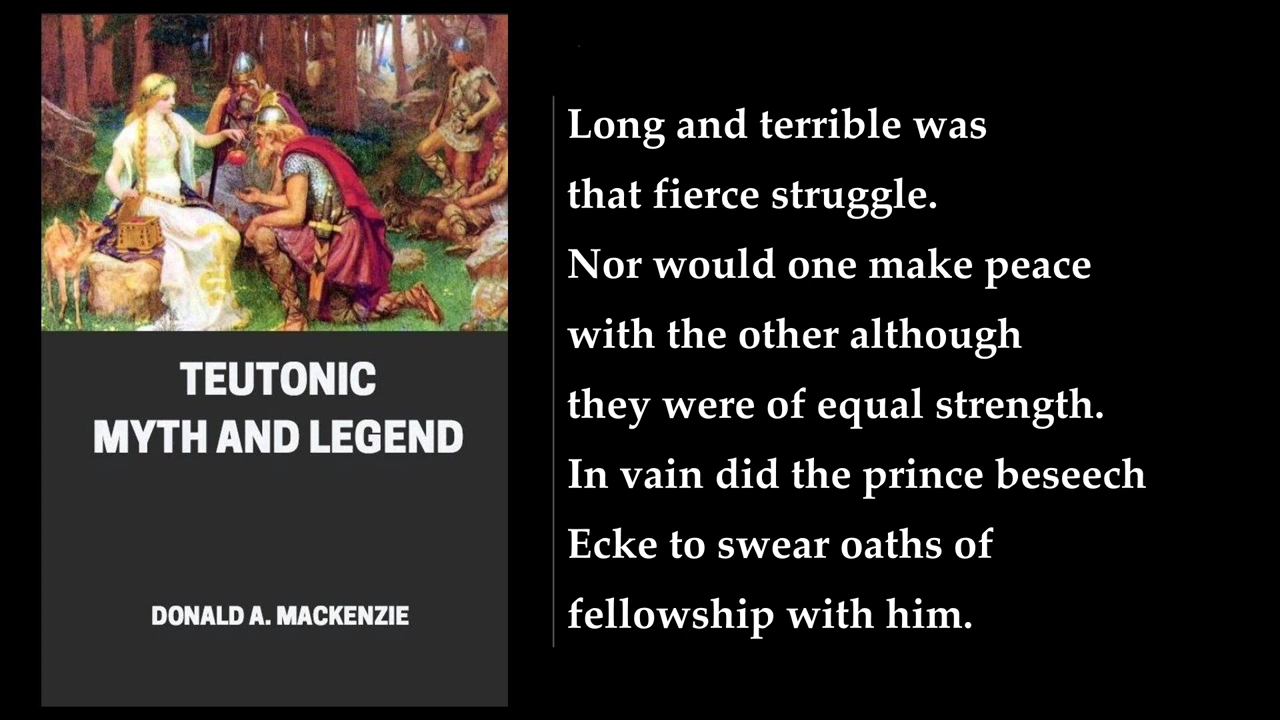 TEUTONIC
MYTH AND LEGEND
DONALD A. MACKENZIE
Long and terrible was
that fierce struggle.
Nor would one make peace
with the other although
they were of equal strength.
In vain did the prince beseech
Ecke to swear oaths of
fellowship with him.